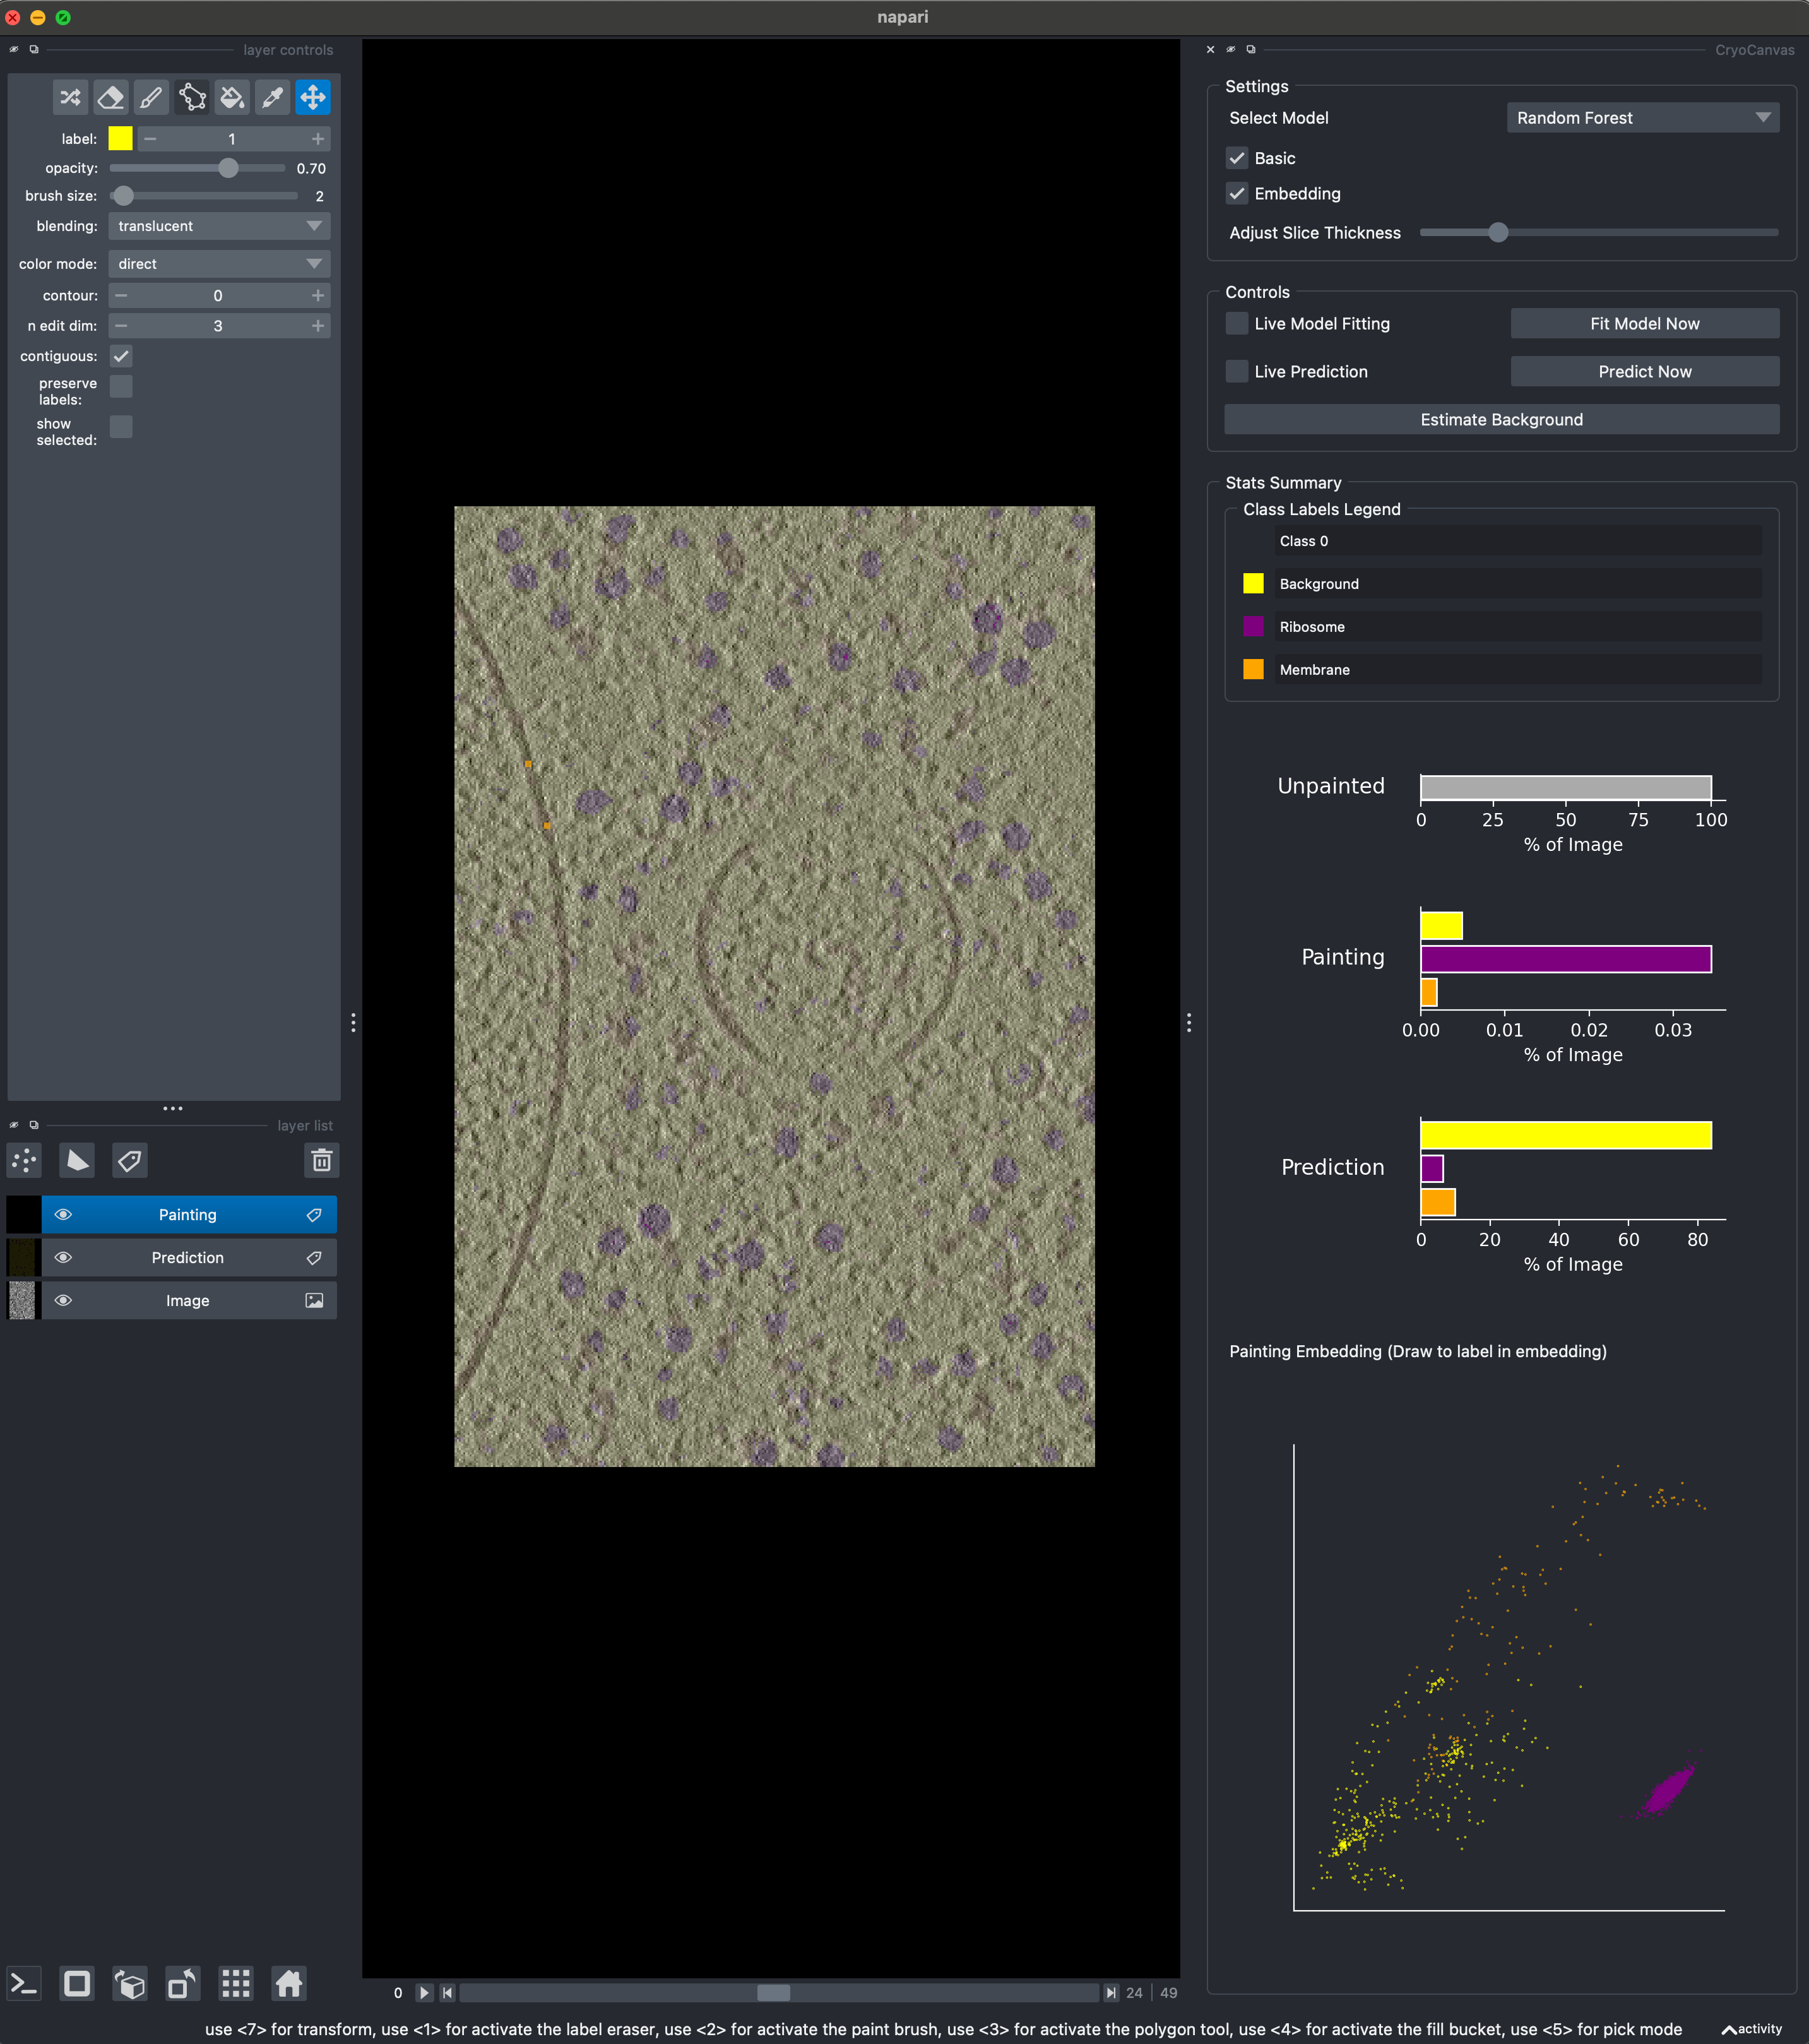 napari
layer controls
label:
1
opacity:
0.70
brush size:
2
blending:
translucent
color mode:
direct
contour:
0
n edit dim:
3
contiguous:
preserve
labels:
show
selected:
layer list
Painting
Prediction
Image
0
24 | 49
CryoCanvas
Settings
Select Model
Random Forest
Basic
Embedding
Adjust Slice Thickness
Controls
Live Model Fitting
Fit Model Now
Live Prediction
Predict Now
Estimate Background
Stats Summary
Class Labels Legend
Class 0
Background
Ribosome
Membrane
Unpainted
0 25 50 75 100
% of Image
Painting
0.00 0.01 0.02 0.03
% of Image
Prediction
0 20 40 60 80
% of Image
Painting Embedding (Draw to label in embedding)
use <7> for transform, use <1> for activate the label eraser, use <2> for activate the paint brush, use <3> for activate the polygon tool, use <4> for activate the fill bucket, use <5> for pick mode
activity